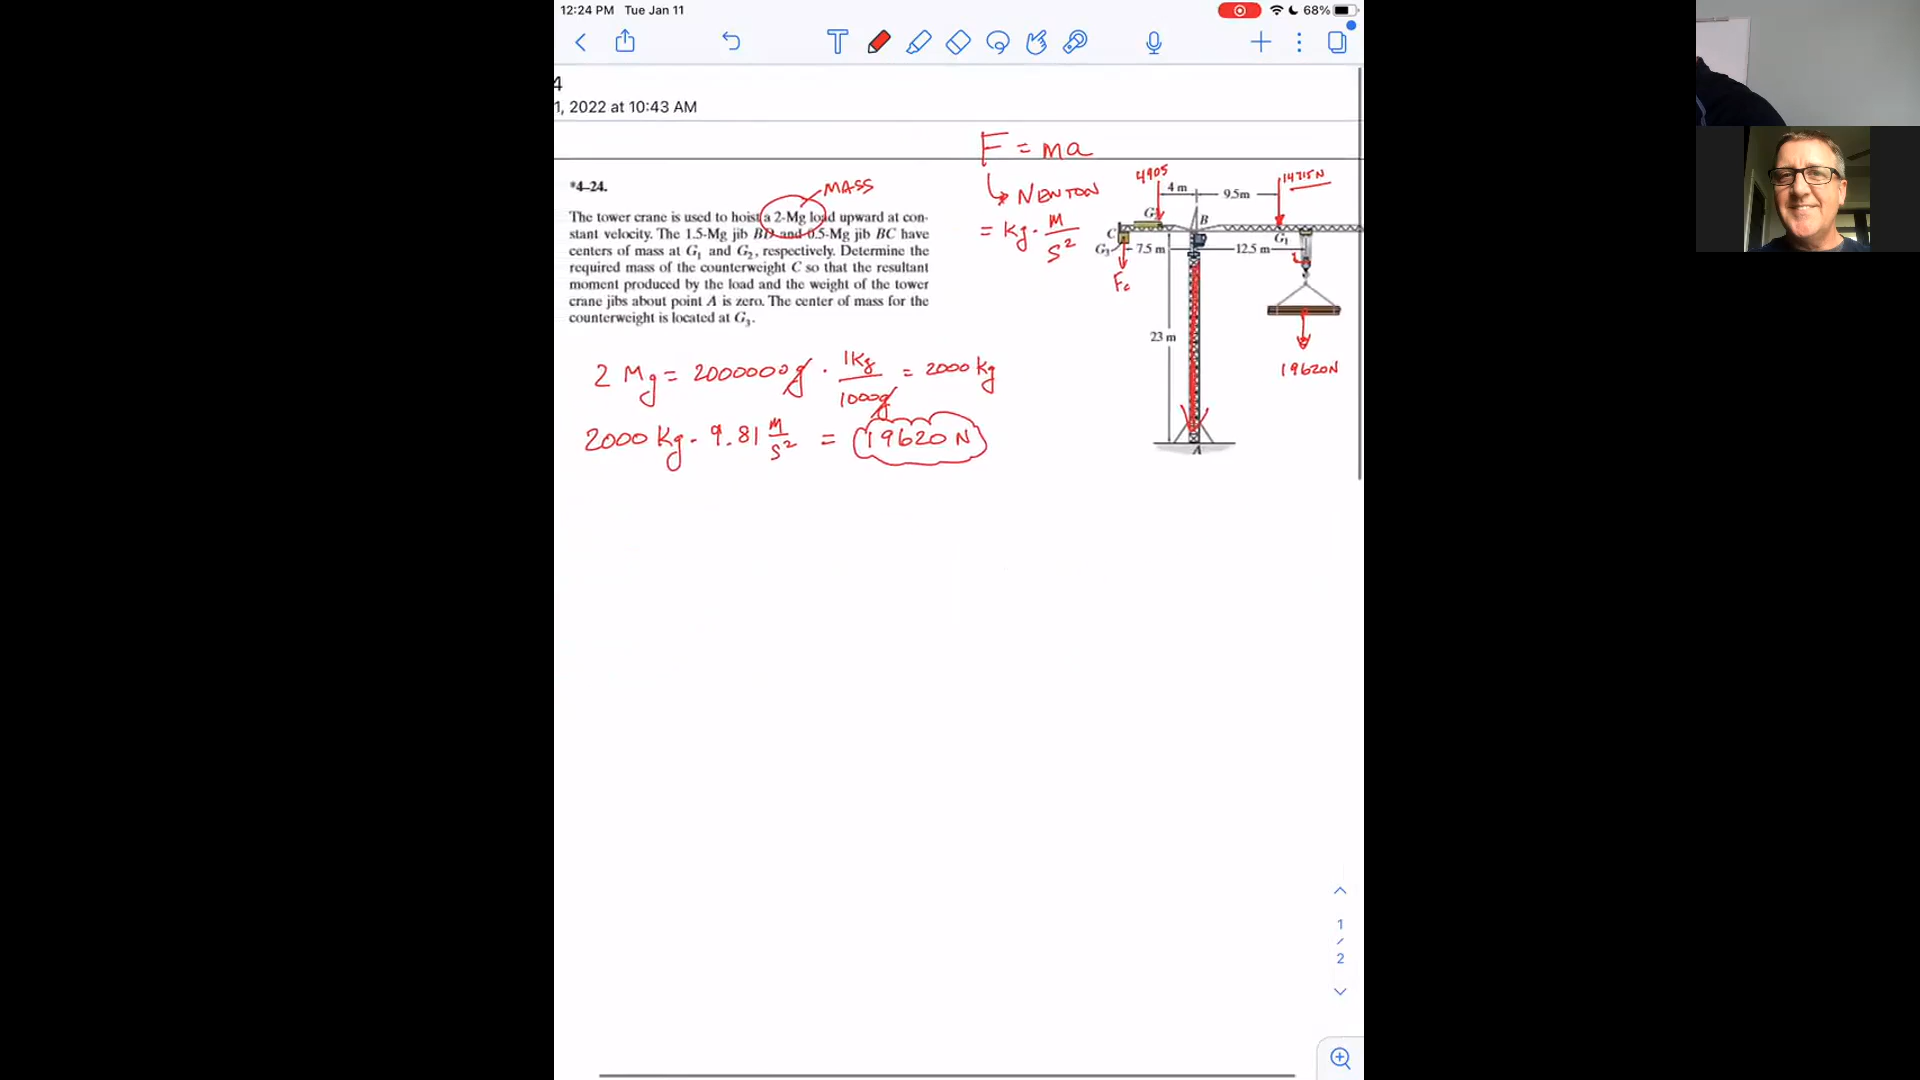 12:24 PM Tue Jan 11
68%
4
1, 2022 at 10:43 AM
F = ma
NEWTON
= kg · M
S²
*4–24.
MASS
The tower crane is used to hoist a 2-Mg load upward at con-
stant velocity. The 1.5-Mg jib BD and 0.5-Mg jib BC have
centers of mass at G₁ and G₂, respectively. Determine the
required mass of the counterweight C so that the resultant
moment produced by the load and the weight of the tower
crane jibs about point A is zero. The center of mass for the
counterweight is located at G₃.
4905
4 m
9.5m
14715N
G
B
C
G₃
7.5 m
12.5 m
G₁
Fc
23 m
19620N
A
2 Mg = 2000000g · 1kg
1000g
= 2000 kg
2000 kg · 9.81 M
S²
= 19620 N
1
/
2